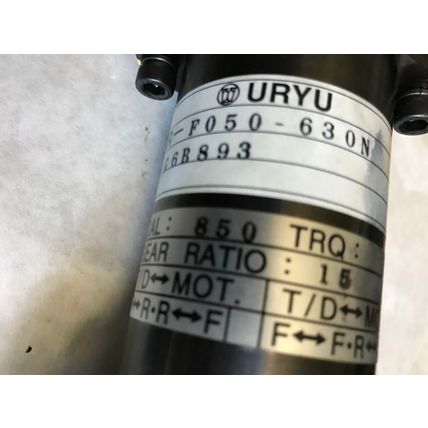 URYU
-F050-630N
6B893
AL: 850 TRQ:
EAR RATIO: 15
/D↔MOT. T/D↔M
R·R↔F F↔F·R↔